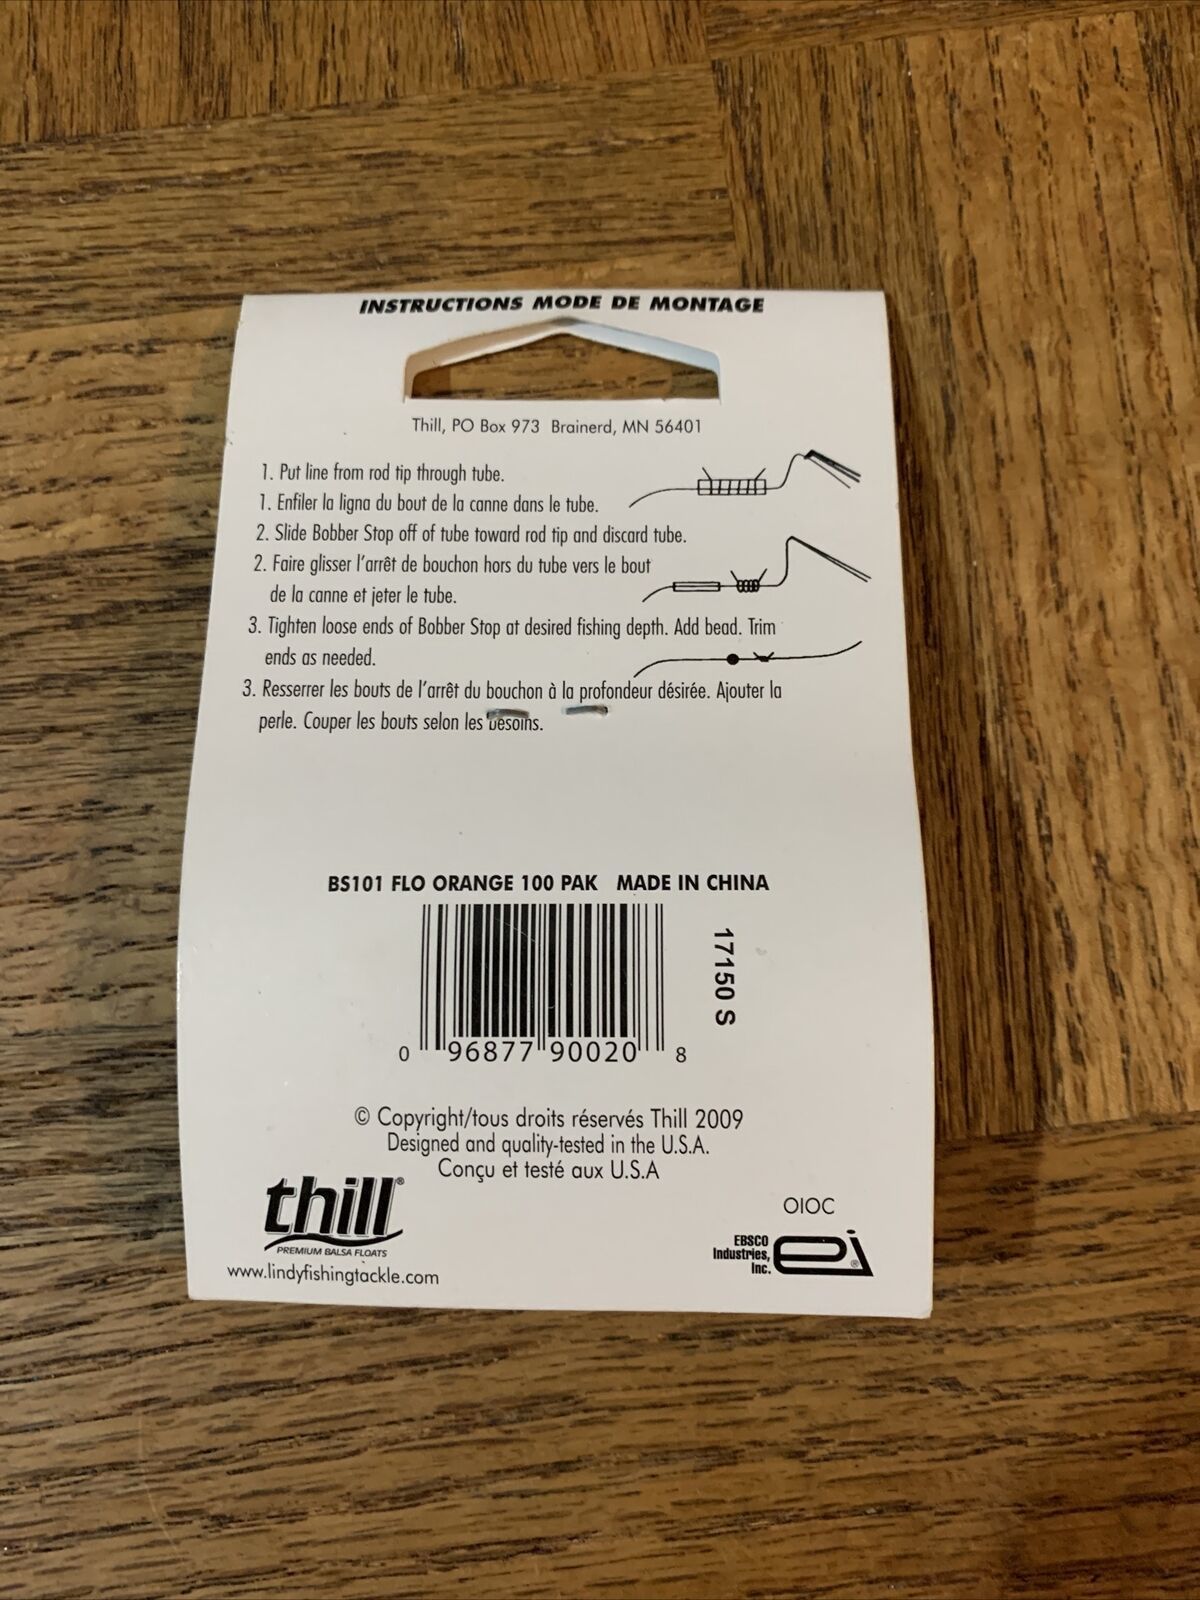 INSTRUCTIONS MODE DE MONTAGE
Thill, PO Box 973 Brainerd, MN 56401
1. Put line from rod tip through tube.
1. Enfiler la ligna du bout de la canne dans le tube.
2. Slide Bobber Stop off of tube toward rod tip and discard tube.
2. Faire glisser l'arrêt de bouchon hors du tube vers le bout
de la canne et jeter le tube.
3. Tighten loose ends of Bobber Stop at desired fishing depth. Add bead. Trim
ends as needed.
3. Resserrer les bouts de l'arrêt du bouchon à la profondeur désirée. Ajouter la
perle. Couper les bouts selon les besoins.
BS101 FLO ORANGE 100 PAK MADE IN CHINA
17150 S
0 96877 90020 8
© Copyright/tous droits réservés Thill 2009
Designed and quality-tested in the U.S.A.
Conçu et testé aux U.S.A
thill®
PREMIUM BALSA FLOATS
www.lindyfishingtackle.com
OIOC
EBSCO
Industries,
Inc.
ei®